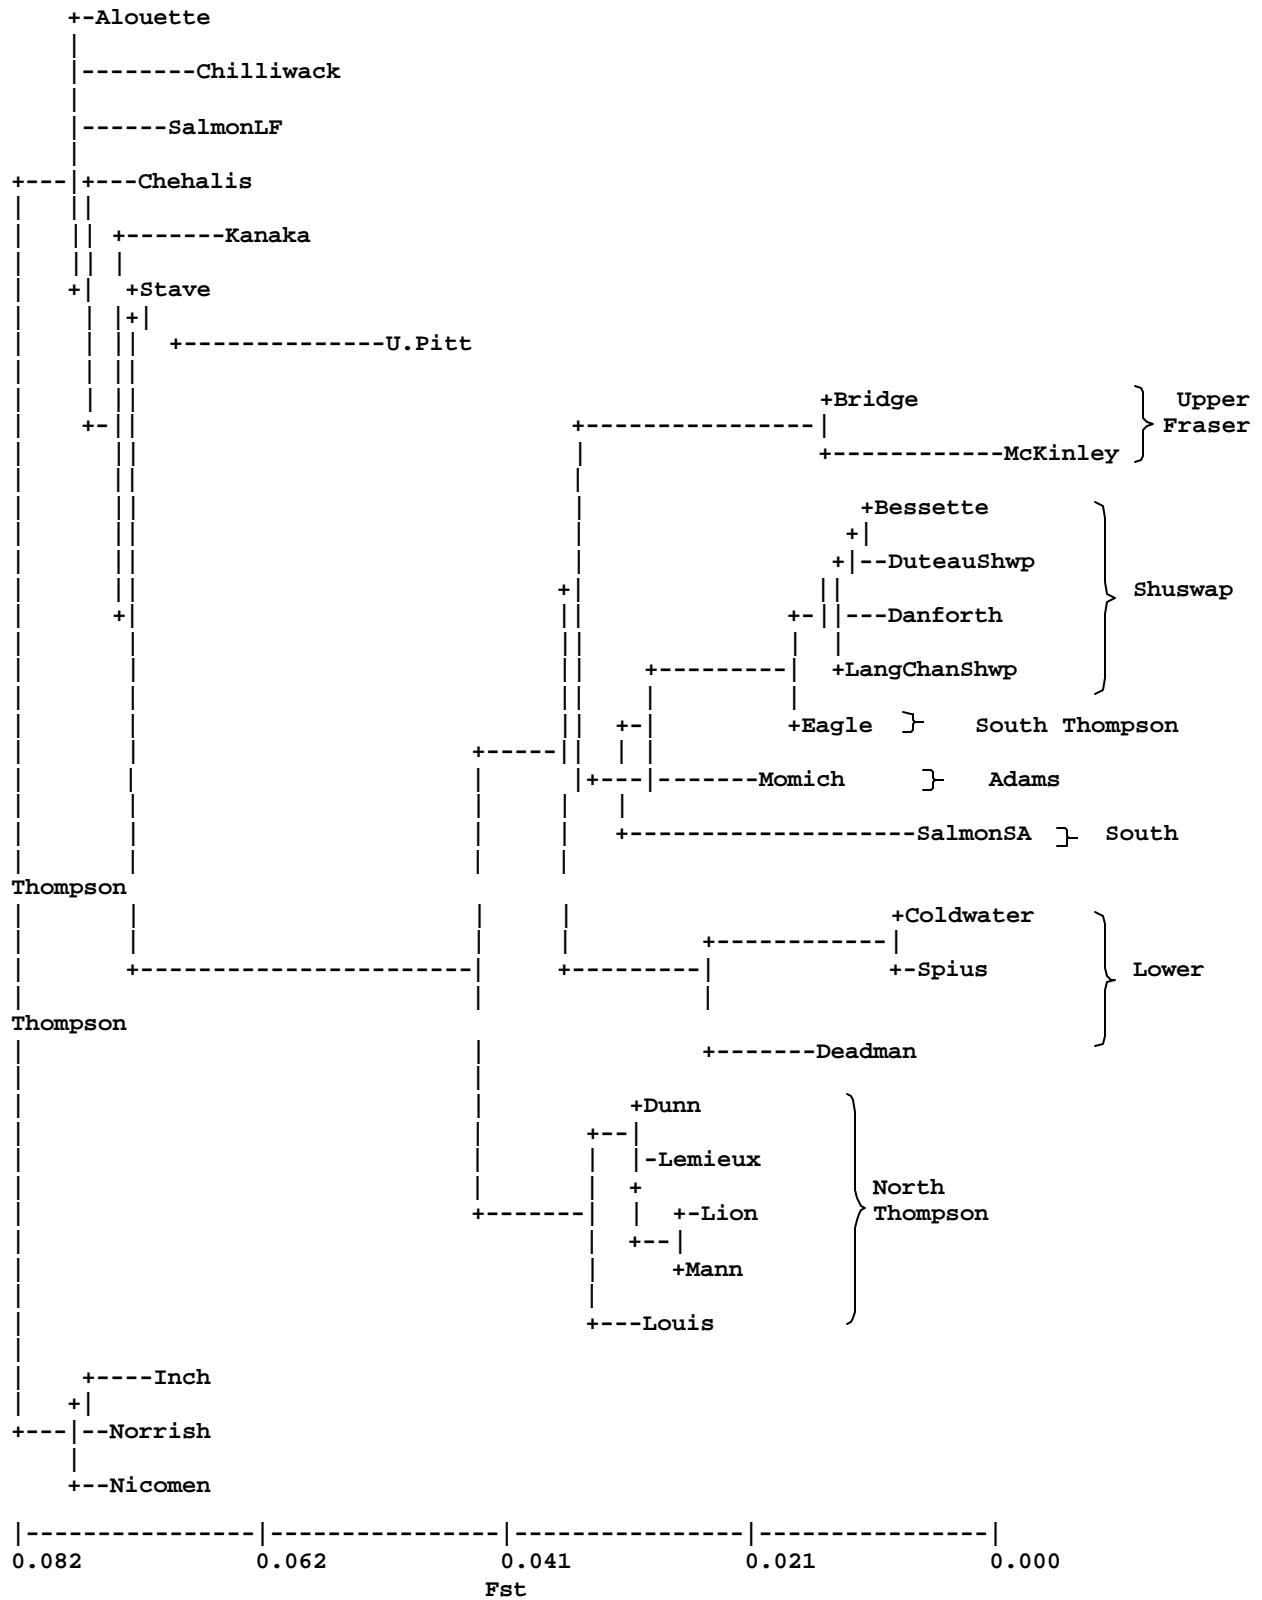 Alouette
Chilliwack
SalmonLF
Chehalis
Kanaka
Stave
U.Pitt
Bridge Upper
Fraser
McKinley
Bessette
DuteauShwp
Shuswap
Danforth
LangChanShwp
Eagle South Thompson
Momich Adams
SalmonSA South
Thompson
Coldwater
Spius Lower
Thompson
Deadman
Dunn
Lemieux
North
Lion Thompson
Mann
Louis
Inch
Norrish
Nicomen
0.082 0.062 0.041 0.021 0.000
Fst